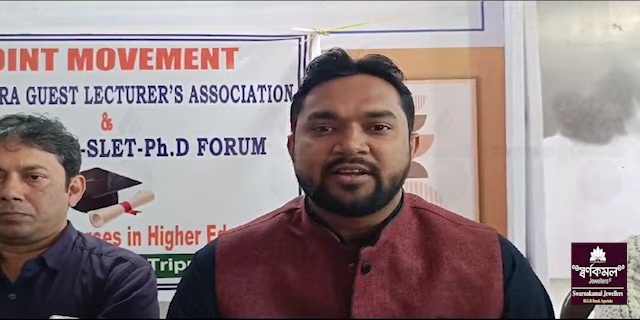 OINT MOVEMENT
RA GUEST LECTURER'S ASSOCIATION
&
-SLET-Ph.D FORUM
ses in Higher Ed
Trip
স্বর্ণকমল
Jewellers
Swarnakamal Jewellers